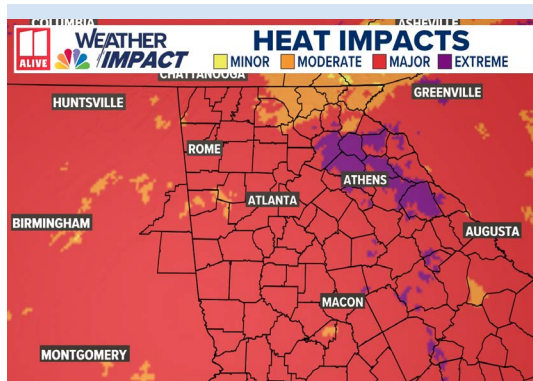 COLUMBIA
ASHEVILLE
11
ALIVE
WEATHER
IMPACT
HEAT IMPACTS
MINOR MODERATE MAJOR EXTREME
CHATTANOOGA
HUNTSVILLE
GREENVILLE
ROME
ATHENS
ATLANTA
BIRMINGHAM
AUGUSTA
MACON
MONTGOMERY